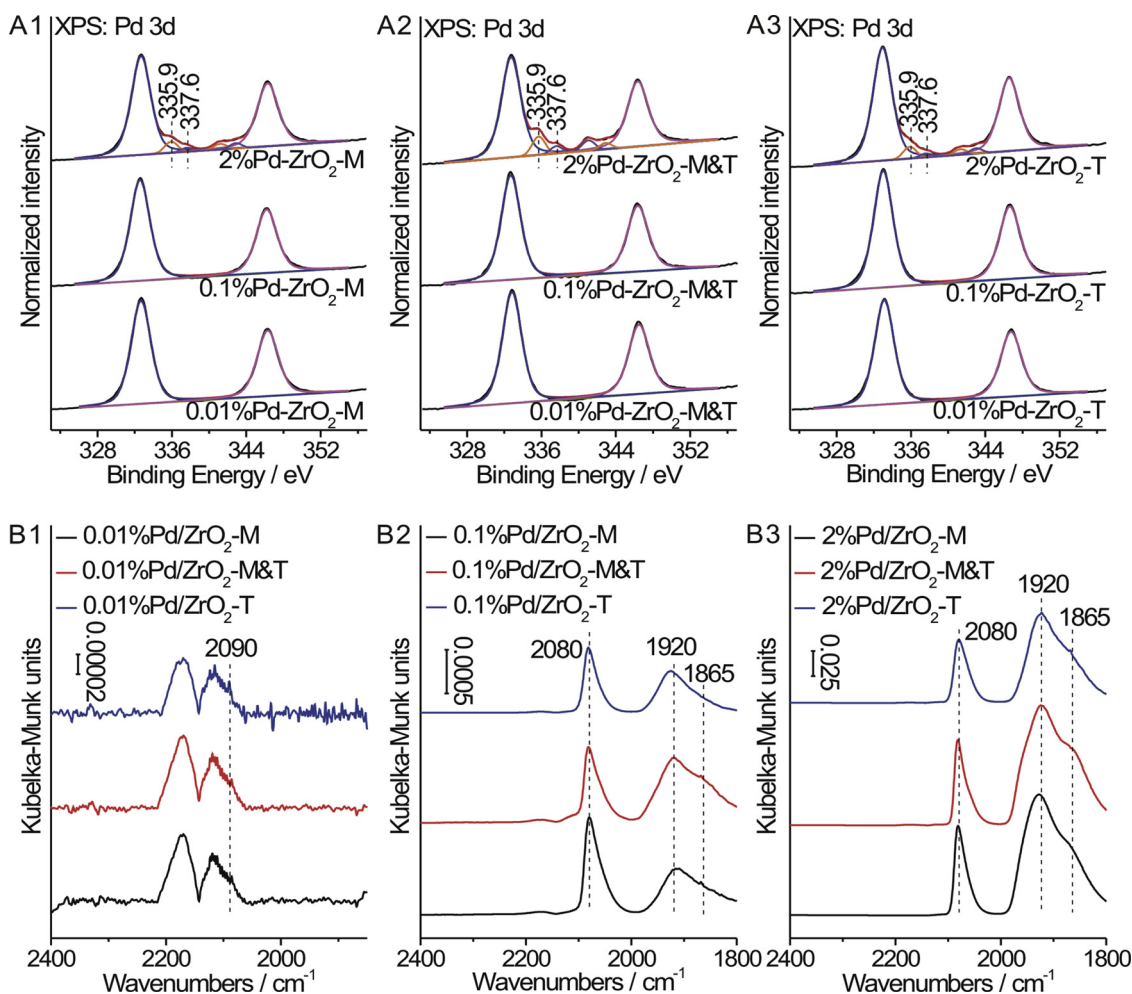 A1 XPS: Pd 3d
335.9
337.6
2%Pd-ZrO2-M
0.1%Pd-ZrO2-M
0.01%Pd-ZrO2-M
Normalized intensity
328 336 344 352
Binding Energy / eV
A2 XPS: Pd 3d
335.9
337.6
2%Pd-ZrO2-M&T
0.1%Pd-ZrO2-M&T
0.01%Pd-ZrO2-M&T
Normalized intensity
328 336 344 352
Binding Energy / eV
A3 XPS: Pd 3d
335.9
337.6
2%Pd-ZrO2-T
0.1%Pd-ZrO2-T
0.01%Pd-ZrO2-T
Normalized intensity
328 336 344 352
Binding Energy / eV
B1 0.01%Pd/ZrO2-M
0.01%Pd/ZrO2-M&T
0.01%Pd/ZrO2-T
0.00002
2090
Kubelka-Munk units
2400 2200 2000
Wavenumbers / cm-1
B2 0.1%Pd/ZrO2-M
0.1%Pd/ZrO2-M&T
0.1%Pd/ZrO2-T
0.0005
2080 1920
1865
Kubelka-Munk units
2400 2200 2000 1800
Wavenumbers / cm-1
B3 2%Pd/ZrO2-M
2%Pd/ZrO2-M&T
2%Pd/ZrO2-T
0.025
1920
2080 1865
Kubelka-Munk units
2400 2200 2000 1800
Wavenumbers / cm-1